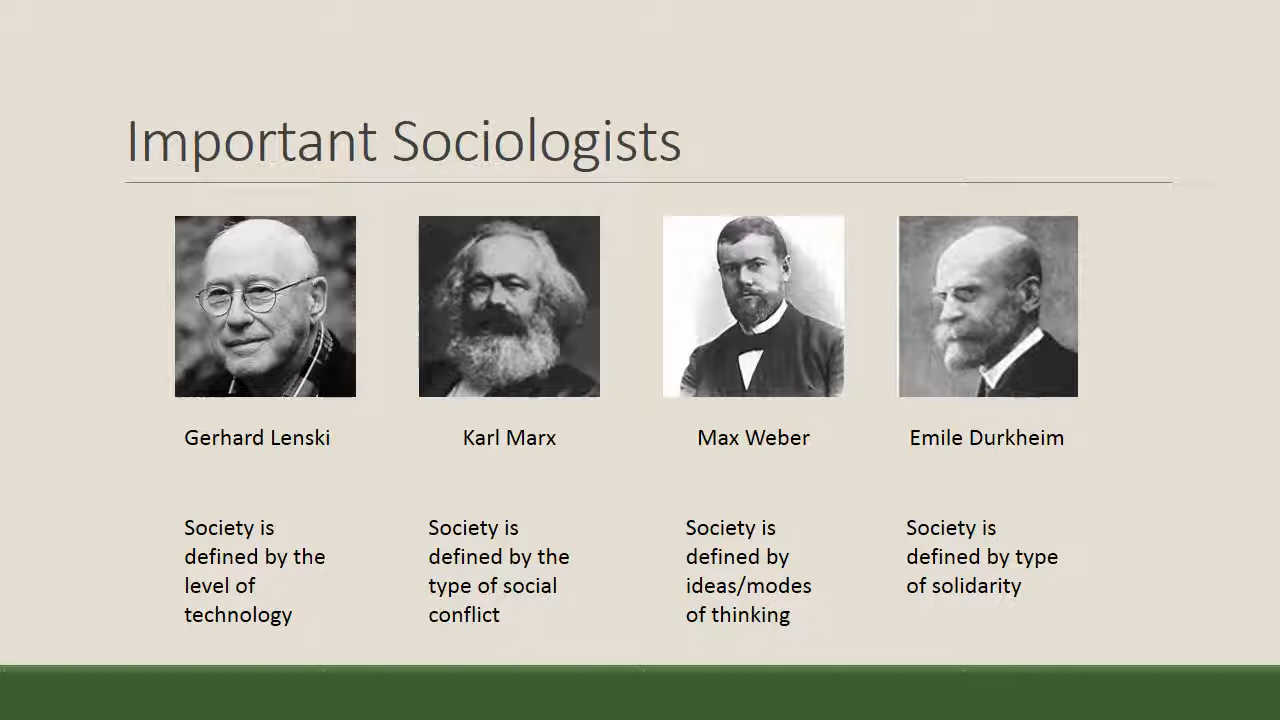 Important Sociologists
Gerhard Lenski
Karl Marx
Max Weber
Emile Durkheim
Society is
defined by the
level of
technology
Society is
defined by the
type of social
conflict
Society is
defined by
ideas/modes
of thinking
Society is
defined by type
of solidarity